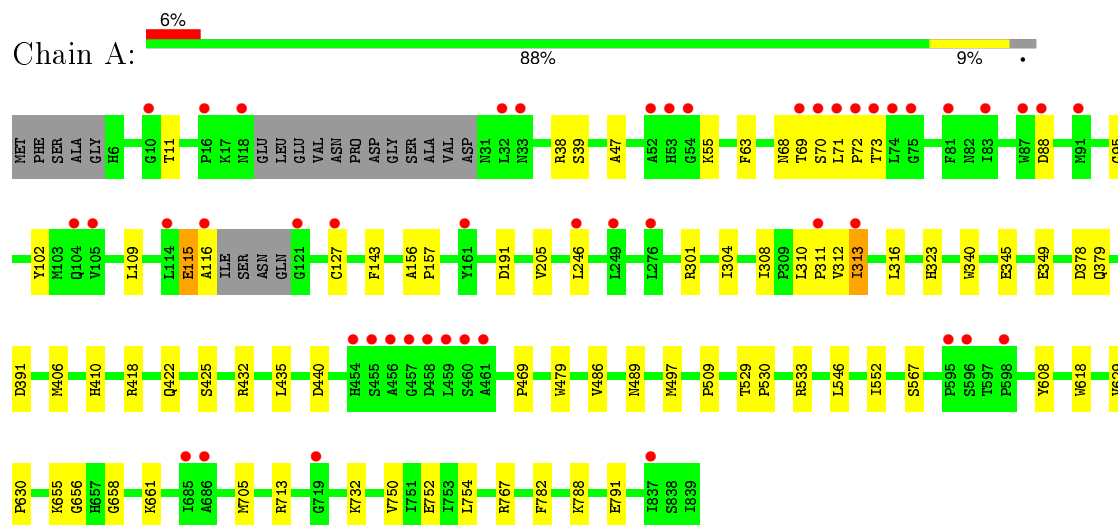 6%
Chain A:
88% 9% .
MET PHE SER ALA GLY H6 G10 T11 P16 K17 N18 GLU LEU GLU VAL ASN PRO ASP GLY SER ALA VAL ASP N31 L32 N33 R38 S39 A47 A52 H53 G54 K55 F63 N68 T69 S70 L71 P72 T73 L74 G75 F81 N82 I83 W87 D88 M91
Y102 M103 Q104 V105 L109 L114 E115 A116 ILE SER ASN GLN G121 C127 F143 A156 P157 Y161 D191 V205 L246 L249 L276 R301 I304 I308 P309 L310 P311 V312 I313 L316 H323 W340 E345 E349 D378 Q379
D391 M406 H410 R418 Q422 S425 R432 L435 D440 H454 S455 A456 G457 D458 L459 S460 A461 P469 W479 V486 N489 M497 P509 T529 P530 R533 L546 I552 S567 P595 S596 T597 P598 Y608 W618
P630 K655 G656 H657 G658 K661 I685 A686 M705 R713 G719 K732 V750 I751 E752 I753 L754 R767 F782 K788 E791 I837 S838 I839